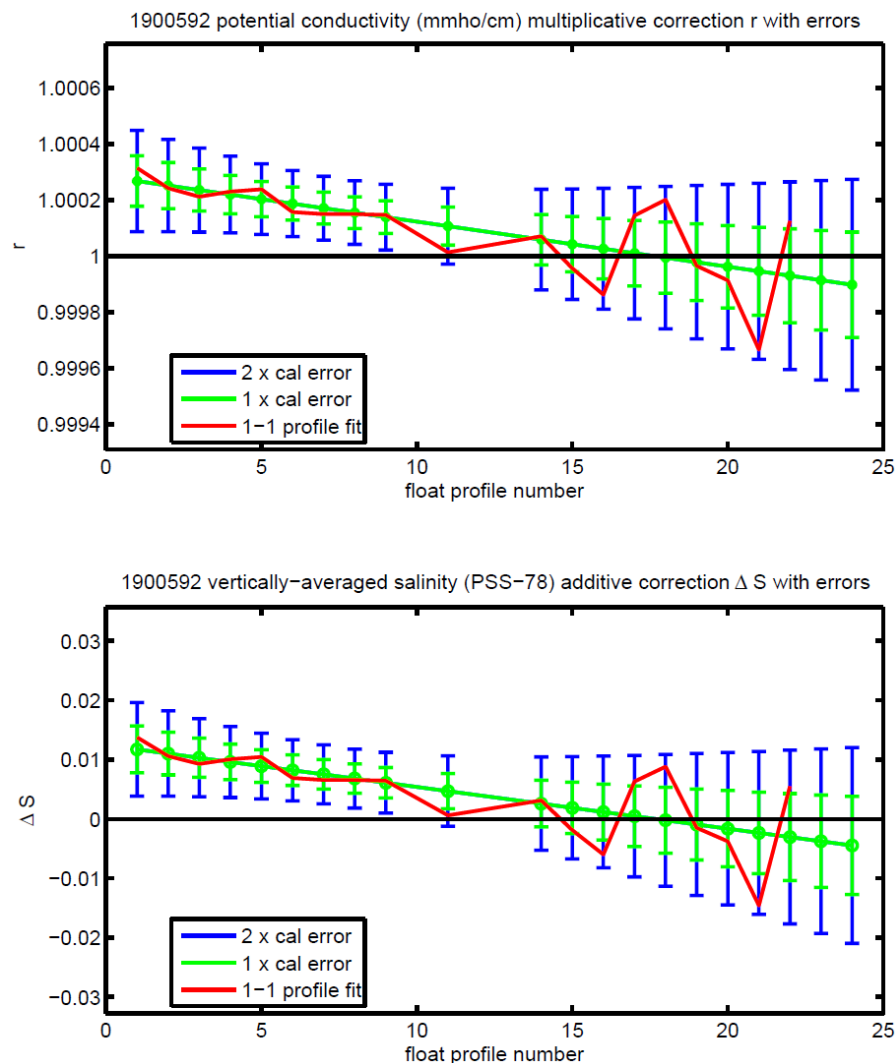 1900592 potential conductivity (mmho/cm) multiplicative correction r with errors
1.0006
1.0004
1.0002
1
0.9998
0.9996
0.9994
r
2 x cal error
1 x cal error
1−1 profile fit
0 5 10 15 20 25
float profile number
1900592 vertically−averaged salinity (PSS−78) additive correction Δ S with errors
0.03
0.02
0.01
0
−0.01
−0.02
−0.03
Δ S
2 x cal error
1 x cal error
1−1 profile fit
0 5 10 15 20 25
float profile number